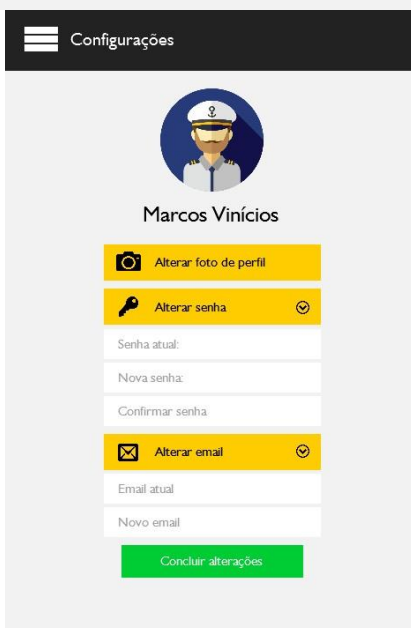 Configurações
Marcos Vinícios
Alterar foto de perfil
Alterar senha
Senha atual:
Nova senha:
Confirmar senha
Alterar email
Email atual
Novo email
Concluir alterações